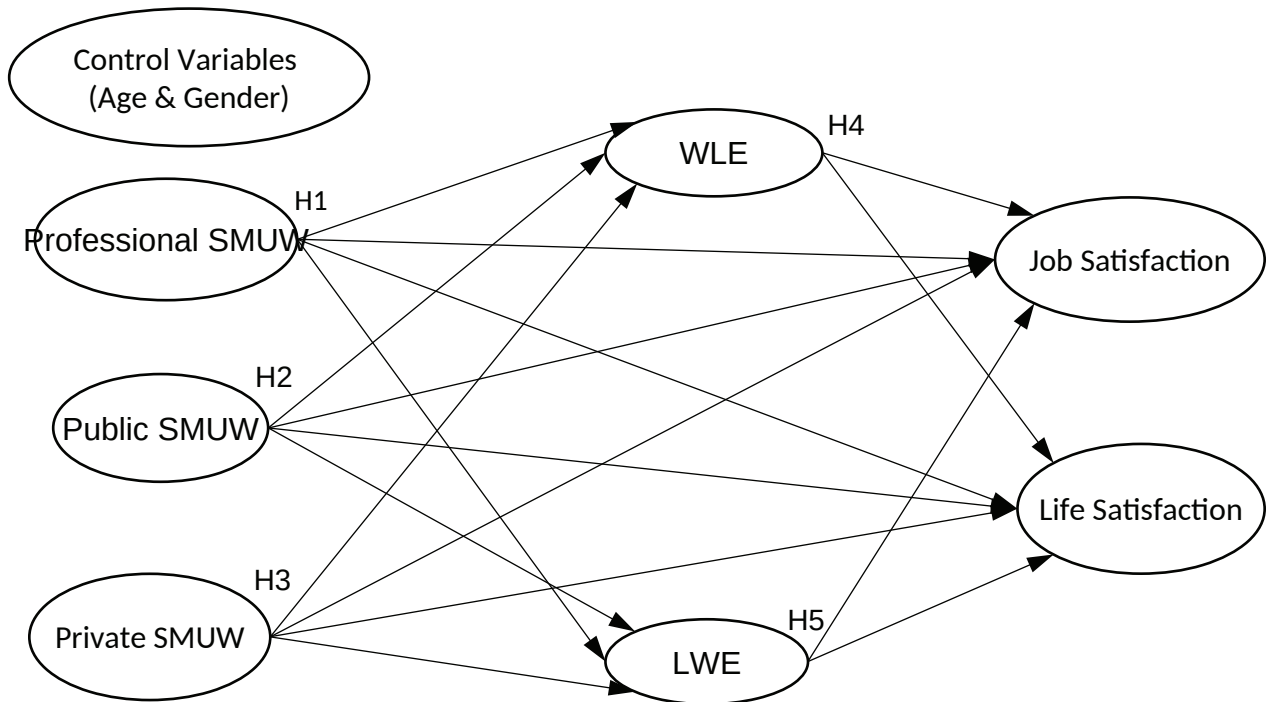 Control Variables
(Age & Gender)
H4
WLE
H1
Professional SMUW
Job Satisfaction
H2
Public SMUW
Life Satisfaction
H3
Private SMUW
H5
LWE